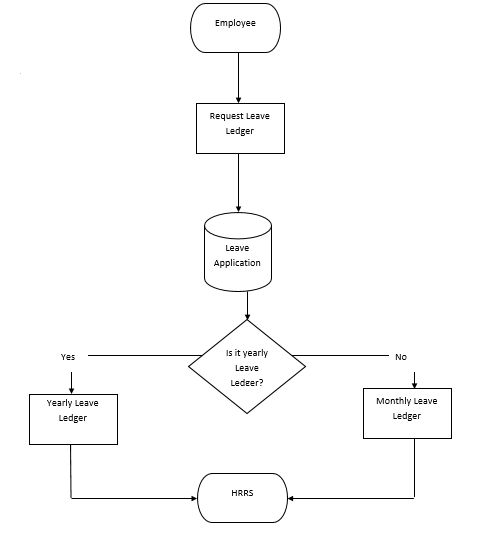 Employee
Request Leave
Ledger
Leave
Application
Is it yearly
Leave
Ledger?
Yes
No
Yearly Leave
Ledger
Monthly Leave
Ledger
HRRS